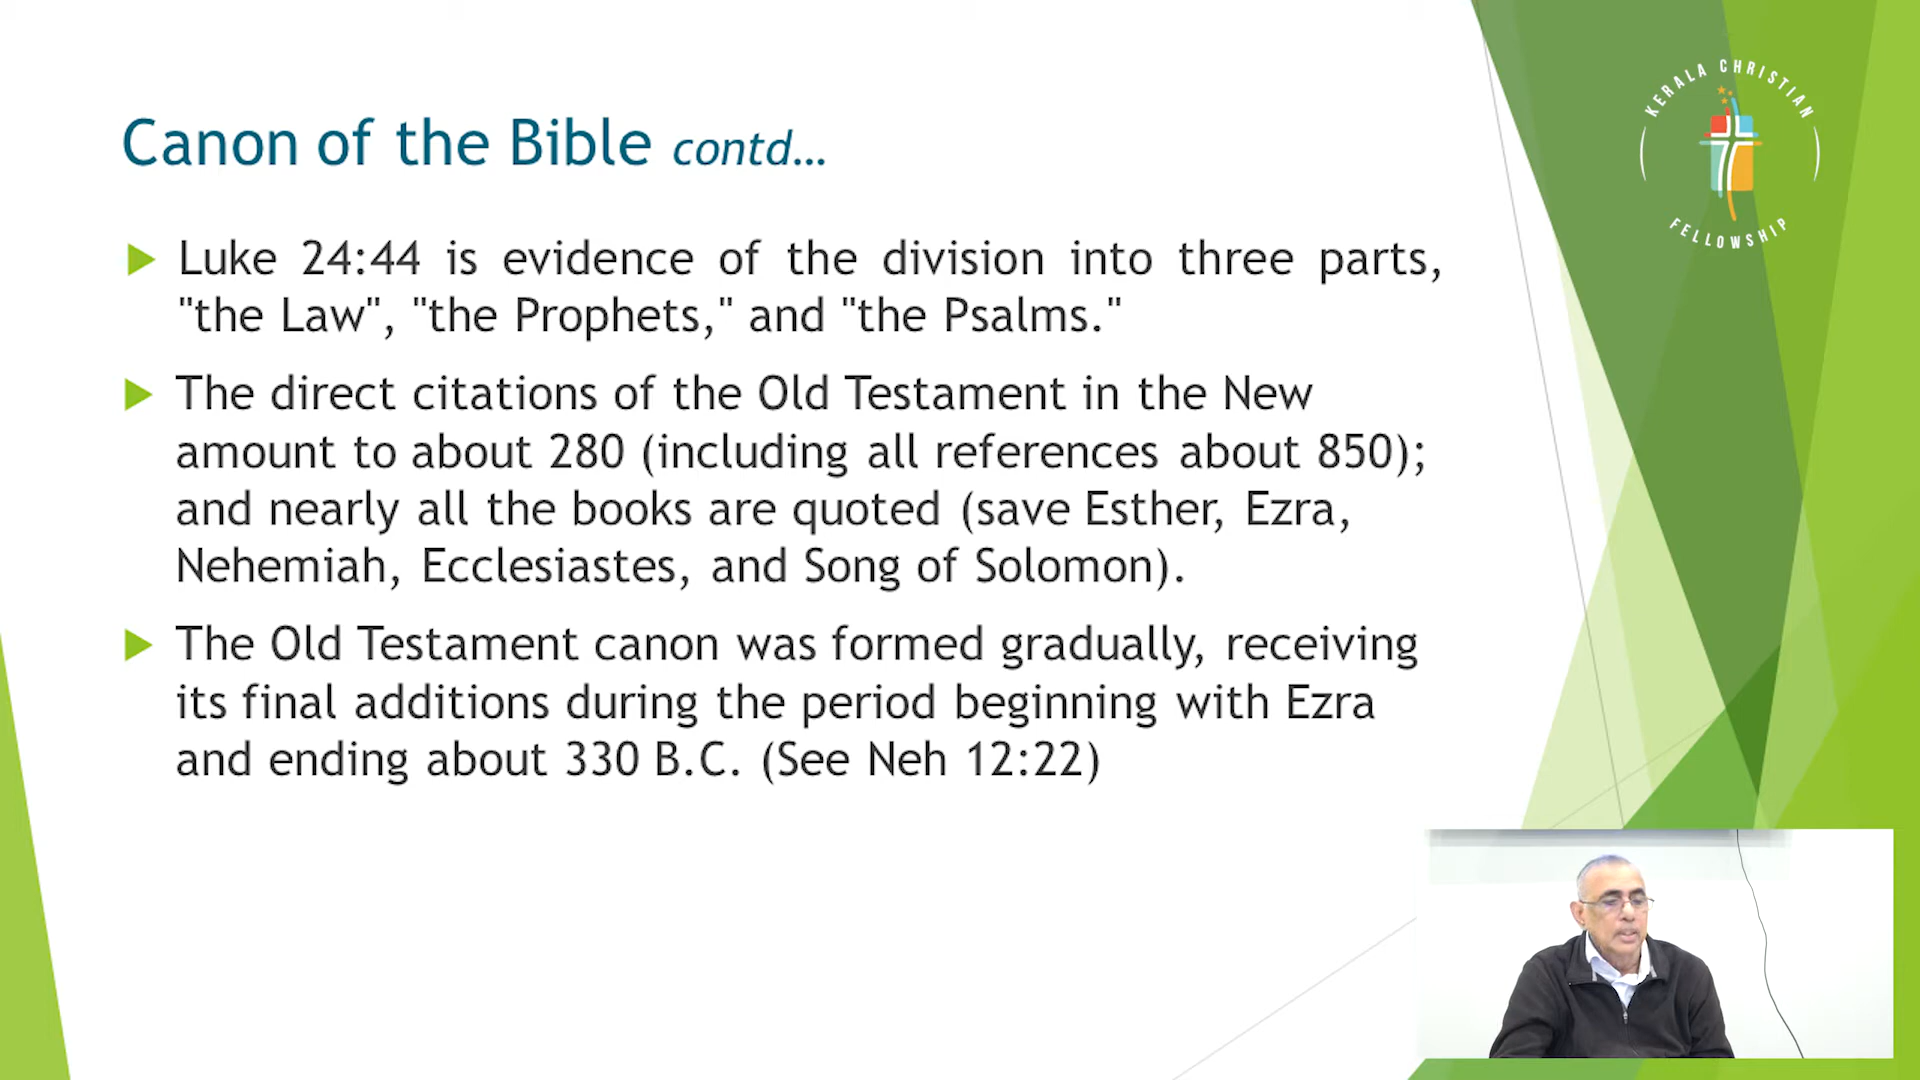 Canon of the Bible contd...
Luke 24:44 is evidence of the division into three parts,
"the Law", "the Prophets," and "the Psalms."
The direct citations of the Old Testament in the New
amount to about 280 (including all references about 850);
and nearly all the books are quoted (save Esther, Ezra,
Nehemiah, Ecclesiastes, and Song of Solomon).
The Old Testament canon was formed gradually, receiving
its final additions during the period beginning with Ezra
and ending about 330 B.C. (See Neh 12:22)
KERALA CHRISTIAN
FELLOWSHIP